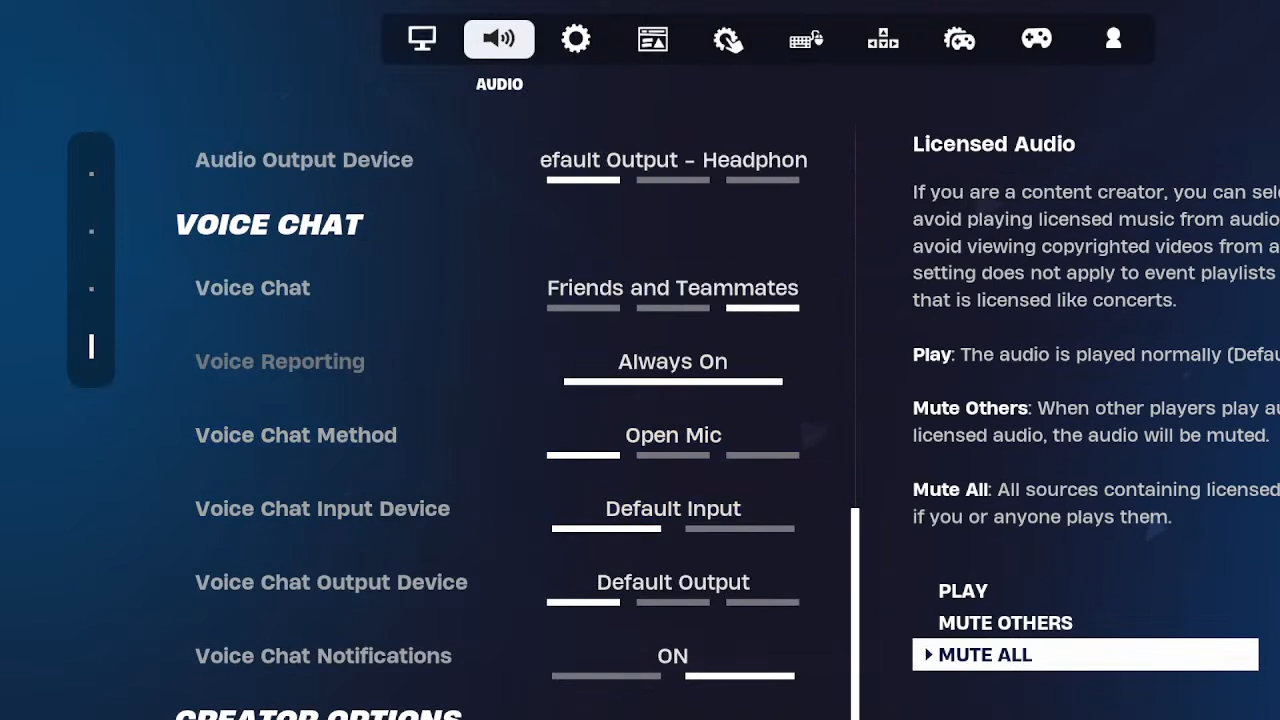 AUDIO
Audio Output Device
efault Output - Headphon
VOICE CHAT
Voice Chat
Friends and Teammates
Voice Reporting
Always On
Voice Chat Method
Open Mic
Voice Chat Input Device
Default Input
Voice Chat Output Device
Default Output
Voice Chat Notifications
ON
CREATOR OPTIONS
Licensed Audio
If you are a content creator, you can sel
avoid playing licensed music from audio
avoid viewing copyrighted videos from a
setting does not apply to event playlists
that is licensed like concerts.
Play: The audio is played normally (Defau
Mute Others: When other players play au
licensed audio, the audio will be muted.
Mute All: All sources containing licensed
if you or anyone plays them.
PLAY
MUTE OTHERS
MUTE ALL